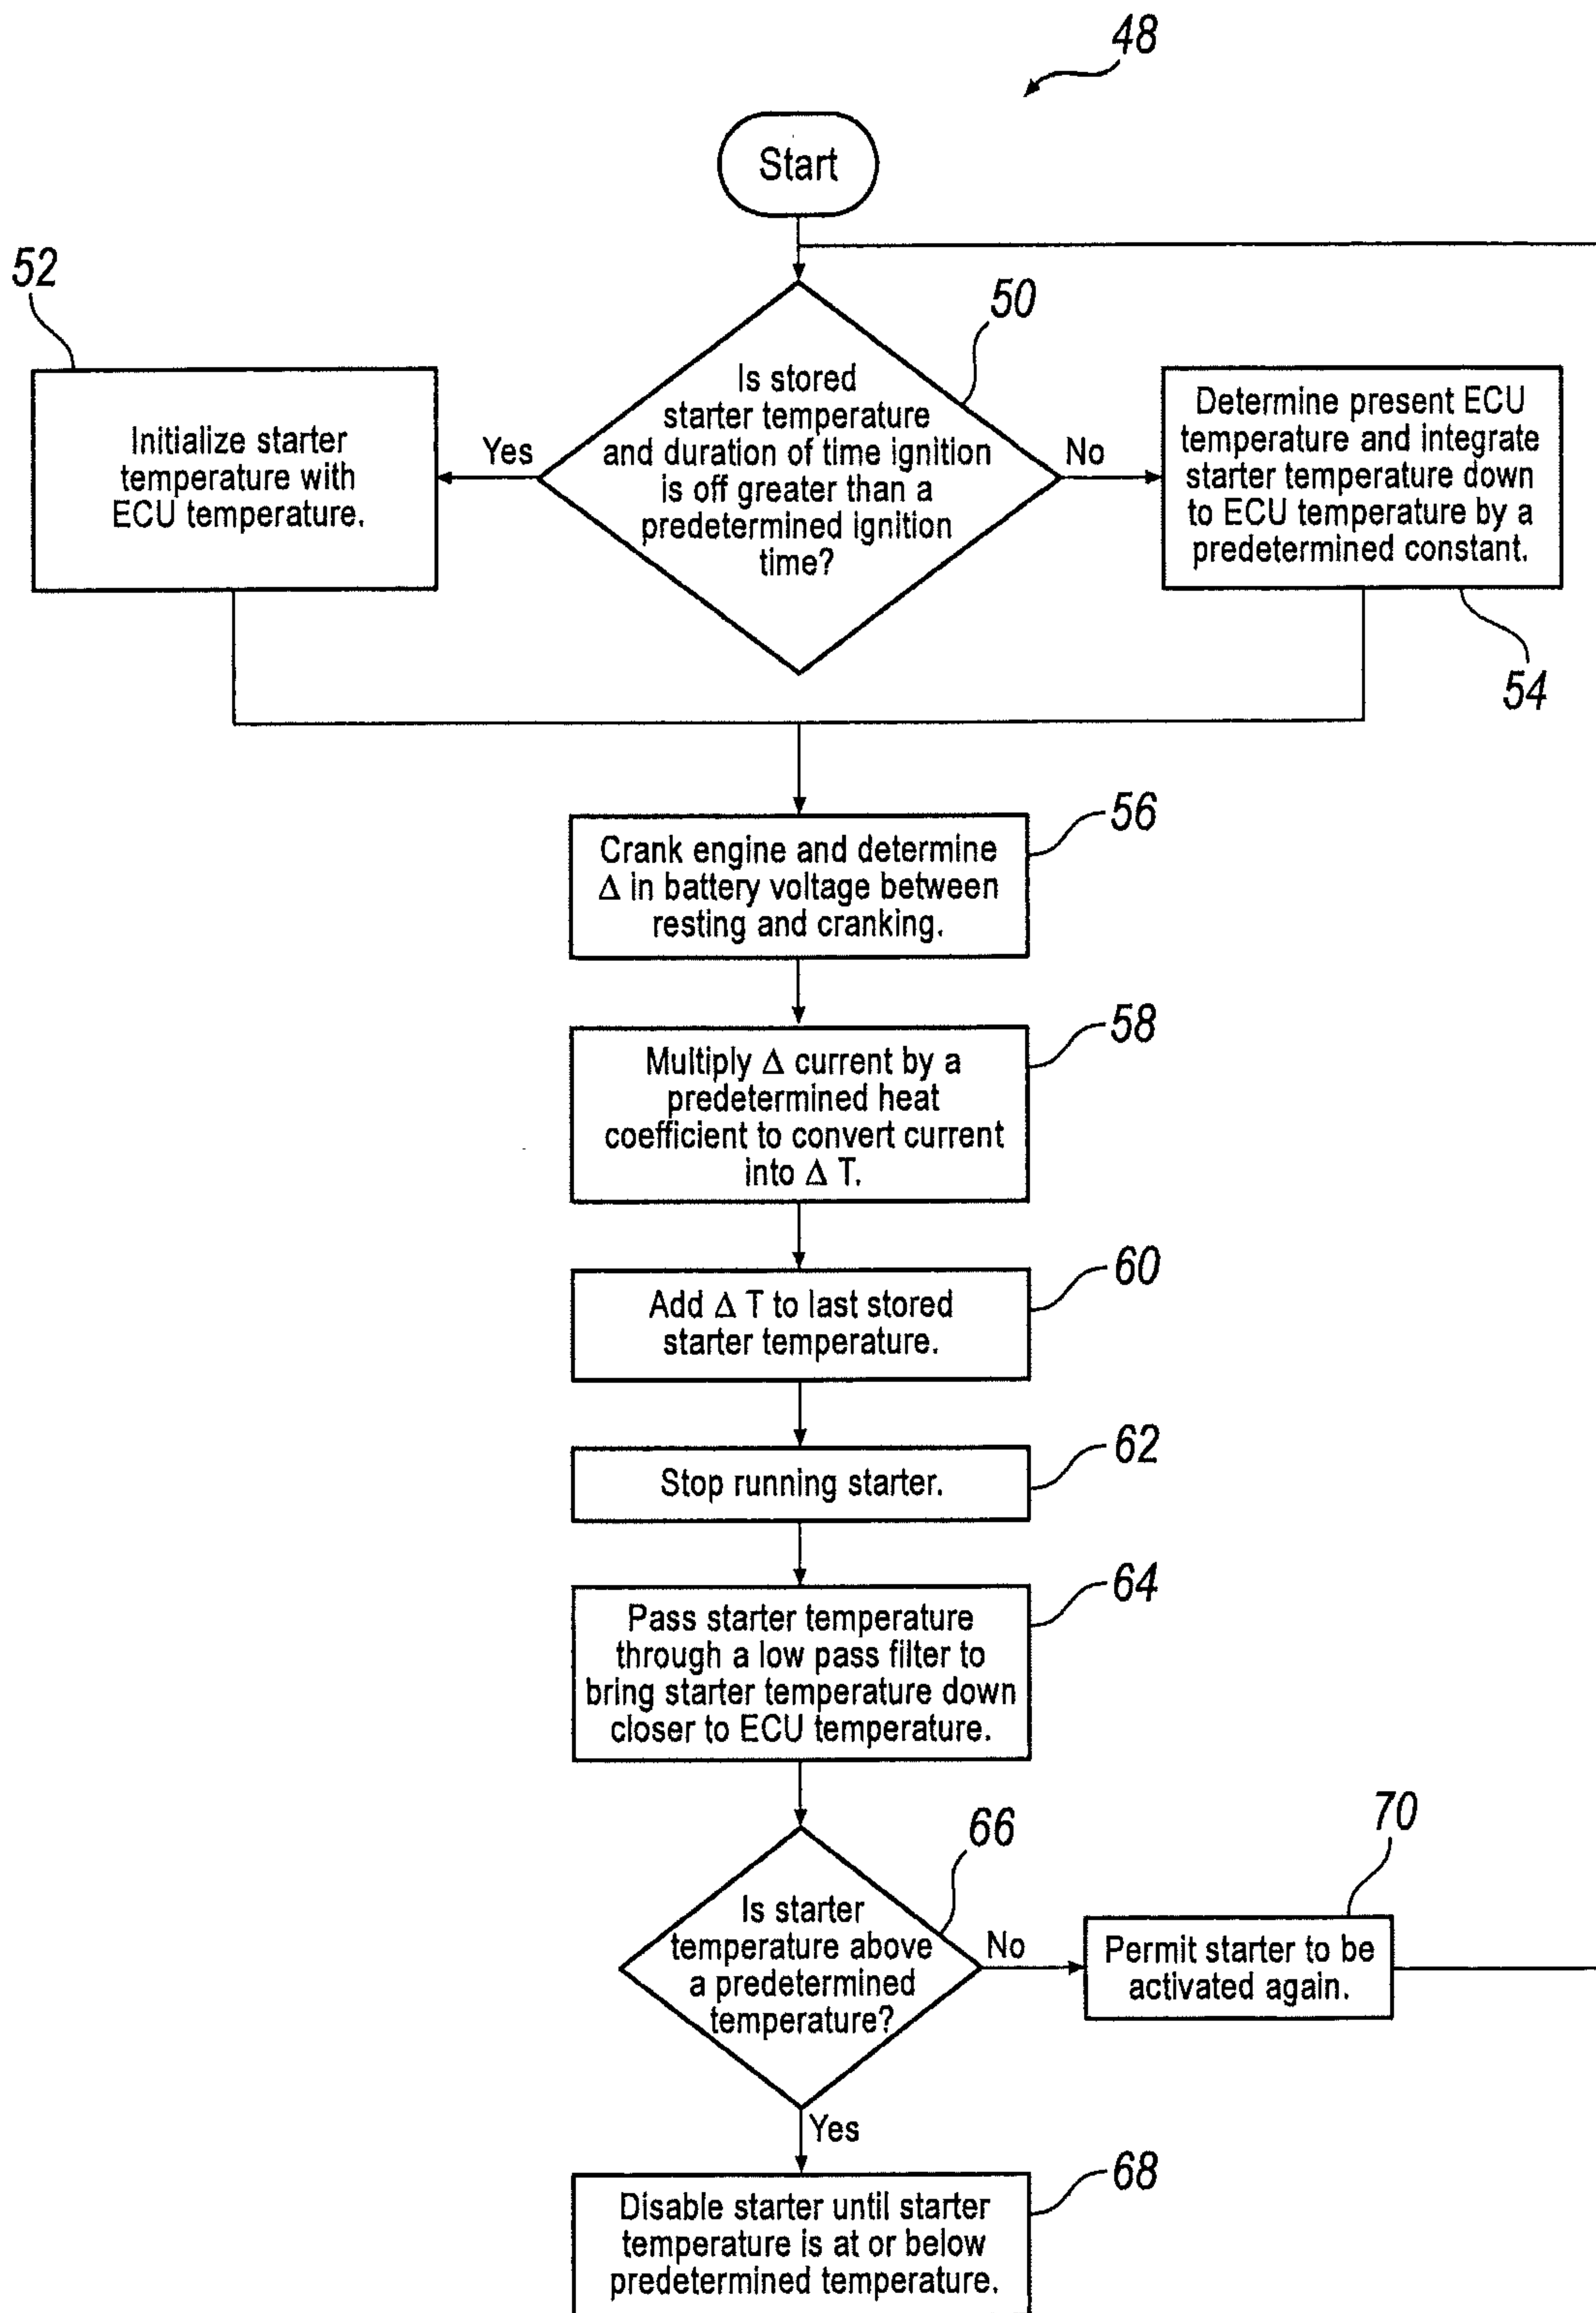 48
Start
52
50
Is stored
starter temperature
and duration of time ignition
is off greater than a
predetermined ignition
time?
Yes
No
Initialize starter
temperature with
ECU temperature.
Determine present ECU
temperature and integrate
starter temperature down
to ECU temperature by a
predetermined constant.
54
56
Crank engine and determine
Δ in battery voltage between
resting and cranking.
58
Multiply Δ current by a
predetermined heat
coefficient to convert current
into Δ T.
60
Add Δ T to last stored
starter temperature.
62
Stop running starter.
64
Pass starter temperature
through a low pass filter to
bring starter temperature down
closer to ECU temperature.
66
Is starter
temperature above
a predetermined
temperature?
No
70
Permit starter to be
activated again.
Yes
68
Disable starter until starter
temperature is at or below
predetermined temperature.